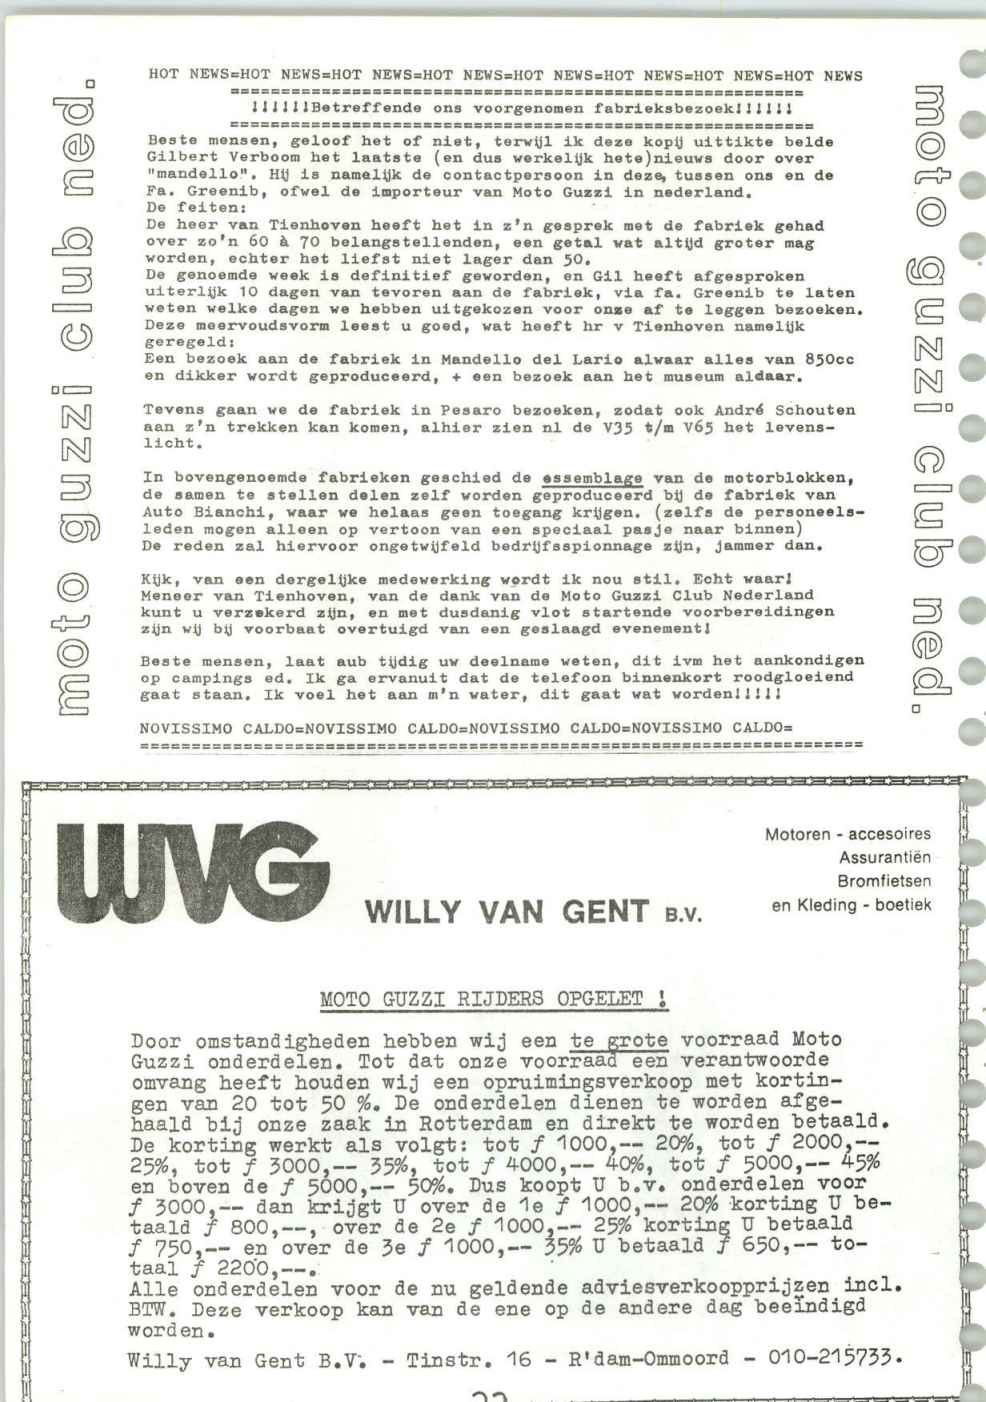 moto guzzi club ned.
HOT NEWS=HOT NEWS=HOT NEWS=HOT NEWS=HOT NEWS=HOT NEWS=HOT NEWS=HOT NEWS
!!!!!!Betreffende ons voorgenomen fabrieksbezoek!!!!!!
Beste mensen, geloof het of niet, terwijl ik deze kopij uittikte belde
Gilbert Verboom het laatste (en dus werkelijk hete)nieuws door over
"mandello". Hij is namelijk de contactpersoon in deze, tussen ons en de
Fa. Greenib, ofwel de importeur van Moto Guzzi in nederland.
De feiten:
De heer van Tienhoven heeft het in z'n gesprek met de fabriek gehad
over zo'n 60 à 70 belangstellenden, een getal wat altijd groter mag
worden, echter het liefst niet lager dan 50.
De genoemde week is definitief geworden, en Gil heeft afgesproken
uiterlijk 10 dagen van tevoren aan de fabriek, via fa. Greenib te laten
weten welke dagen we hebben uitgekozen voor onze af te leggen bezoeken.
Deze meervoudsvorm leest u goed, wat heeft hr v Tienhoven namelijk
geregeld:
Een bezoek aan de fabriek in Mandello del Lario alwaar alles van 850cc
en dikker wordt geproduceerd, + een bezoek aan het museum aldaar.
Tevens gaan we de fabriek in Pesaro bezoeken, zodat ook André Schouten
aan z'n trekken kan komen, alhier zien nl de V35 t/m V65 het levens-
licht.
In bovengenoemde fabrieken geschied de essemblage van de motorblokken,
de samen te stellen delen zelf worden geproduceerd bij de fabriek van
Auto Bianchi, waar we helaas geen toegang krijgen. (zelfs de personeels-
leden mogen alleen op vertoon van een speciaal pasje naar binnen)
De reden zal hiervoor ongetwijfeld bedrijfsspionnage zijn, jammer dan.
Kijk, van een dergelijke medewerking wordt ik nou stil. Echt waar!
Meneer van Tienhoven, van de dank van de Moto Guzzi Club Nederland
kunt u verzekerd zijn, en met dusdanig vlot startende voorbereidingen
zijn wij bij voorbaat overtuigd van een geslaagd evenement!
Beste mensen, laat aub tijdig uw deelname weten, dit ivm het aankondigen
op campings ed. Ik ga ervanuit dat de telefoon binnenkort roodgloeiend
gaat staan. Ik voel het aan m'n water, dit gaat wat worden!!!!!
NOVISSIMO CALDO=NOVISSIMO CALDO=NOVISSIMO CALDO=NOVISSIMO CALDO=
moto guzzi club ned.
WVG
WILLY VAN GENT B.V.
Motoren - accesoires
Assurantiën
Bromfietsen
en Kleding - boetiek
MOTO GUZZI RIJDERS OPGELET !
Door omstandigheden hebben wij een te grote voorraad Moto
Guzzi onderdelen. Tot dat onze voorraad een verantwoorde
omvang heeft houden wij een opruimingsverkoop met kortin-
gen van 20 tot 50 %. De onderdelen dienen te worden afge-
haald bij onze zaak in Rotterdam en direkt te worden betaald.
De korting werkt als volgt: tot ƒ 1000,-- 20%, tot ƒ 2000,--
25%, tot ƒ 3000,-- 35%, tot ƒ 4000,-- 40%, tot ƒ 5000,-- 45%
en boven de ƒ 5000,-- 50%. Dus koopt U b.v. onderdelen voor
ƒ 3000,-- dan krijgt U over de 1e ƒ 1000,-- 20% korting U be-
taald ƒ 800,--, over de 2e ƒ 1000,-- 25% korting U betaald
ƒ 750,-- en over de 3e ƒ 1000,-- 35% U betaald ƒ 650,-- to-
taal ƒ 2200,--.
Alle onderdelen voor de nu geldende adviesverkoopprijzen incl.
BTW. Deze verkoop kan van de ene op de andere dag beeïndigd
worden.
Willy van Gent B.V. - Tinstr. 16 - R'dam-Ommoord - 010-215733.